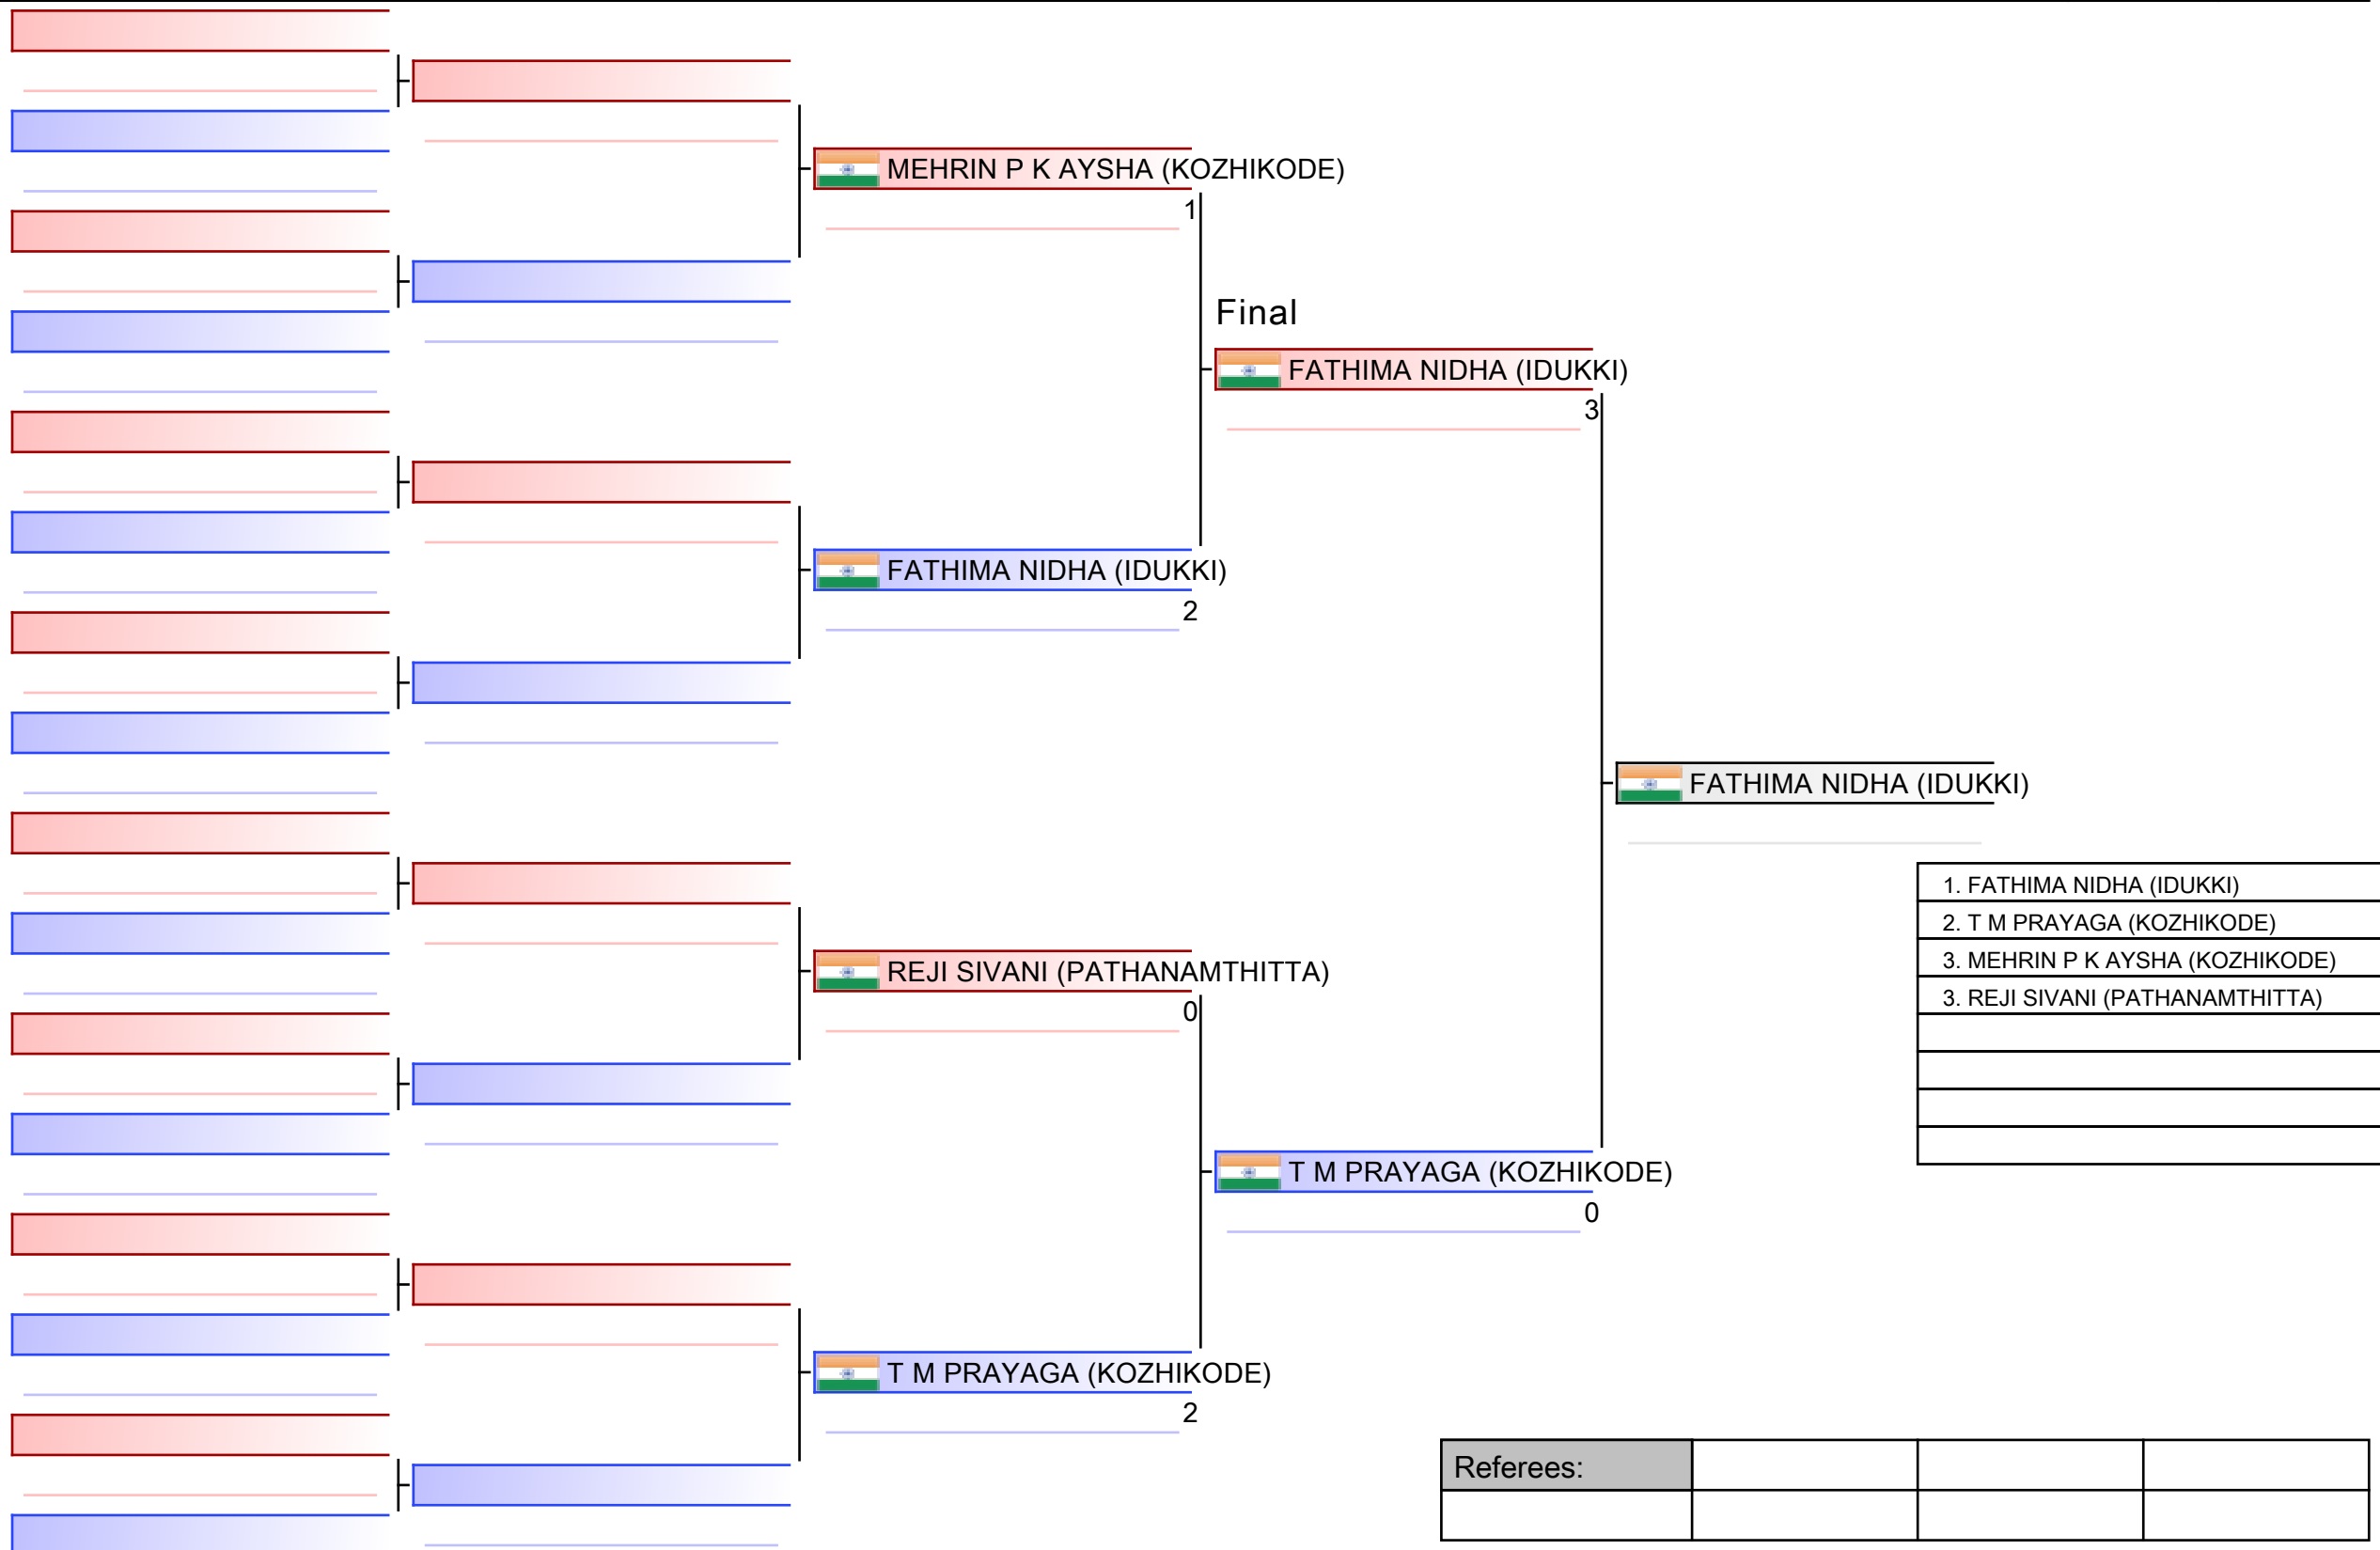 MEHRIN P K AYSHA (KOZHIKODE)
1
Final
FATHIMA NIDHA (IDUKKI)
3
FATHIMA NIDHA (IDUKKI)
2
FATHIMA NIDHA (IDUKKI)
1. FATHIMA NIDHA (IDUKKI)
2. T M PRAYAGA (KOZHIKODE)
3. MEHRIN P K AYSHA (KOZHIKODE)
3. REJI SIVANI (PATHANAMTHITTA)
REJI SIVANI (PATHANAMTHITTA)
0
T M PRAYAGA (KOZHIKODE)
0
T M PRAYAGA (KOZHIKODE)
2
Referees: